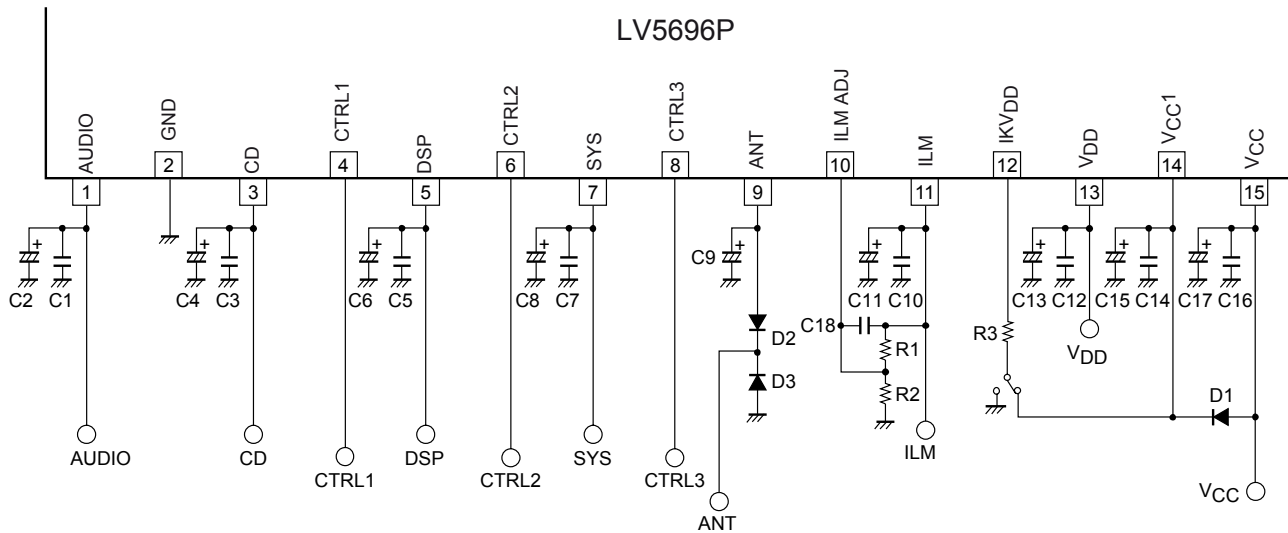 LV5696P
AUDIO
GND
CD
CTRL1
DSP
CTRL2
SYS
CTRL3
ANT
ILM ADJ
ILM
IKVDD
VDD
VCC1
VCC
1
2
3
4
5
6
7
8
9
10
11
12
13
14
15
+
+
+
+
+
+
+
+
+
C2
C1
C4
C3
C6
C5
C8
C7
C9
C11
C10
C13
C12
C15
C14
C17
C16
C18
D2
R1
R3
VDD
D3
R2
D1
AUDIO
CD
CTRL1
DSP
CTRL2
SYS
CTRL3
ANT
ILM
VCC